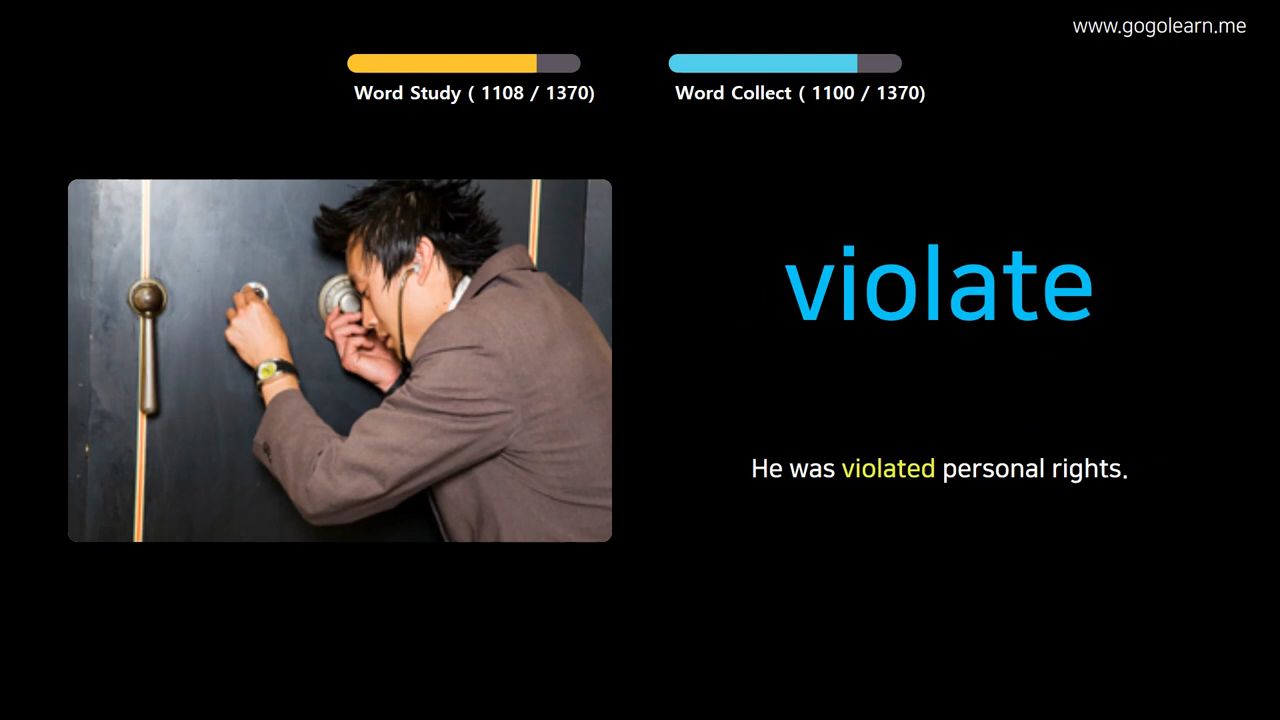 www.gogolearn.me
Word Study ( 1108 / 1370)
Word Collect ( 1100 / 1370)
violate
He was violated personal rights.